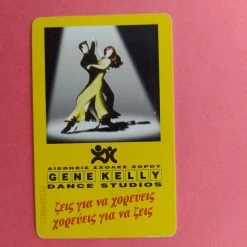 ΔΙΕΘΝΕΙΣ ΣΧΟΛΕΣ ΧΟΡΟΥ
GENE KELLY
DANCE STUDIOS
ζεις για να χορεύεις
χορεύεις για να ζεις